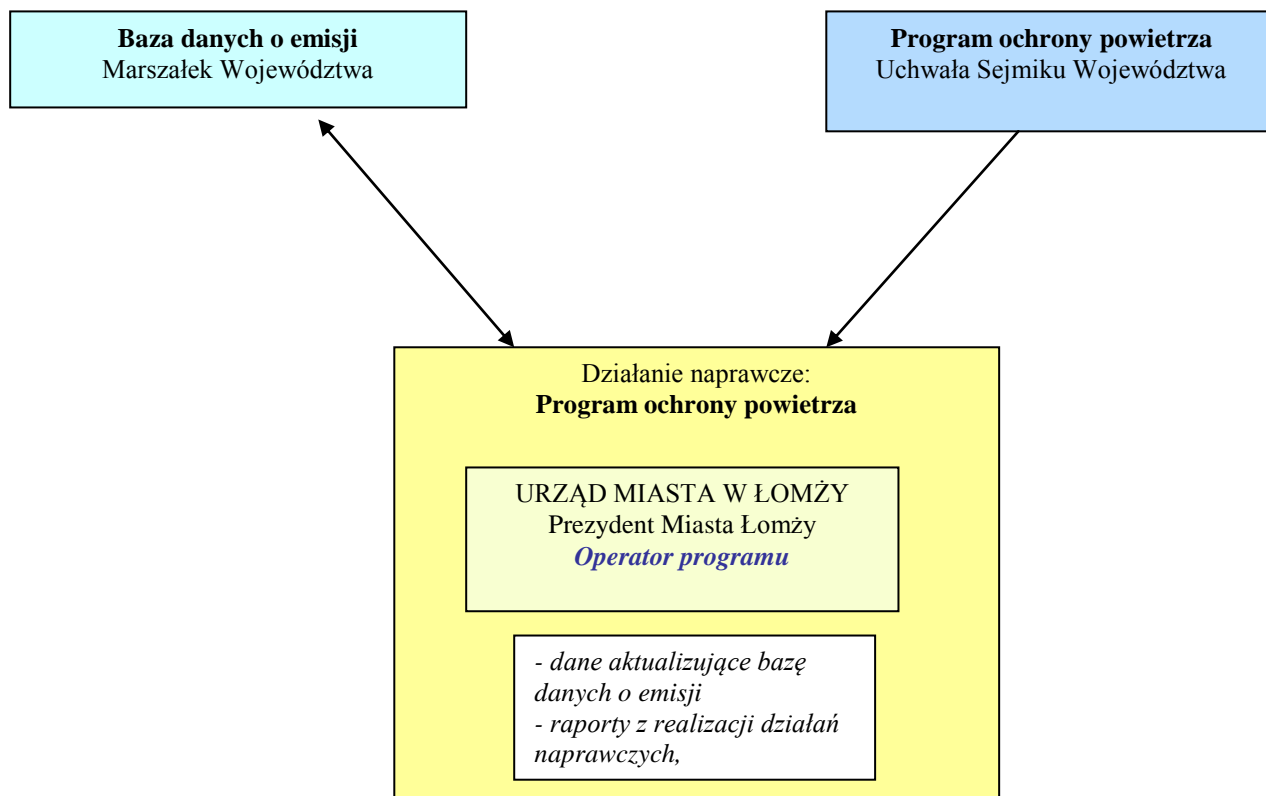 Baza danych o emisji
Marszałek Województwa
Program ochrony powietrza
Uchwała Sejmiku Województwa
Działanie naprawcze:
Program ochrony powietrza
URZĄD MIASTA W ŁOMŻY
Prezydent Miasta Łomży
Operator programu
- dane aktualizujące bazę
danych o emisji
- raporty z realizacji działań
naprawczych,